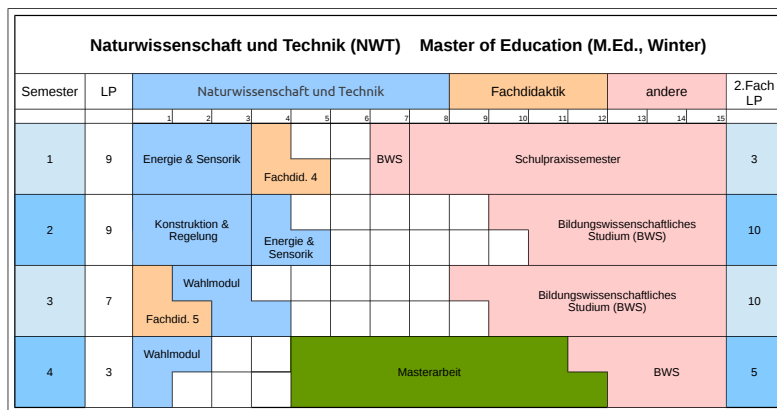 Naturwissenschaft und Technik (NWT) Master of Education (M.Ed., Winter)
Semester LP Naturwissenschaft und Technik Fachdidaktik andere 2.Fach
LP
1 2 3 4 5 6 7 8 9 10 11 12 13 14 15
1 9 Energie & Sensorik Fachdid. 4 BWS Schulpraxissemester 3
2 9 Konstruktion &
Regelung
Energie &
Sensorik
Bildungswissenschaftliches
Studium (BWS)
10
3 7 Wahlmodul
Fachdid. 5
Bildungswissenschaftliches
Studium (BWS)
10
Wahlmodul
4 3 Masterarbeit BWS 5